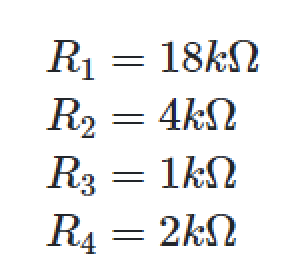 R₁ = 18kΩ
R₂ = 4kΩ
R₃ = 1kΩ
R₄ = 2kΩ